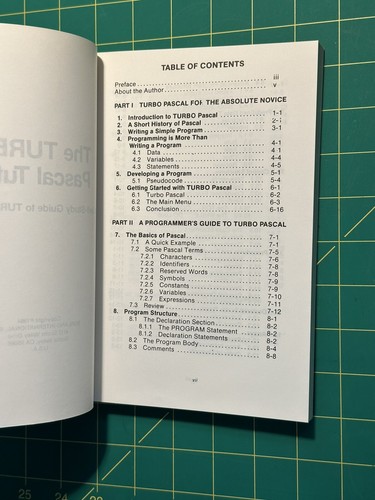 TABLE OF CONTENTS
Preface ........ iii
About the Author ........ v
PART I TURBO PASCAL FOR THE ABSOLUTE NOVICE
1. Introduction to TURBO Pascal ........ 1-1
2. A Short History of Pascal ........ 2-1
3. Writing a Simple Program ........ 3-1
4. Programming is More Than
Writing a Program ........ 4-1
4.1 Data ........ 4-1
4.2 Variables ........ 4-4
4.3 Statements ........ 4-5
5. Developing a Program ........ 5-1
5.1 Pseudocode ........ 5-4
6. Getting Started with TURBO Pascal ........ 6-1
6.1 Turbo Pascal ........ 6-2
6.2 The Main Menu ........ 6-3
6.3 Conclusion ........ 6-16
PART II A PROGRAMMER'S GUIDE TO TURBO PASCAL
7. The Basics of Pascal ........ 7-1
7.1 A Quick Example ........ 7-1
7.2 Some Pascal Terms ........ 7-5
7.2.1 Characters ........ 7-6
7.2.2 Identifiers ........ 7-8
7.2.3 Reserved Words ........ 7-8
7.2.4 Symbols ........ 7-9
7.2.5 Constants ........ 7-9
7.2.6 Variables ........ 7-10
7.2.7 Expressions ........ 7-11
7.3 Review ........ 7-12
8. Program Structure ........ 8-1
8.1 The Declaration Section ........ 8-2
8.1.1 The PROGRAM Statement ........ 8-2
8.1.2 Declaration Statements ........ 8-2
8.2 The Program Body ........ 8-4
8.3 Comments ........ 8-8
vii
25 24